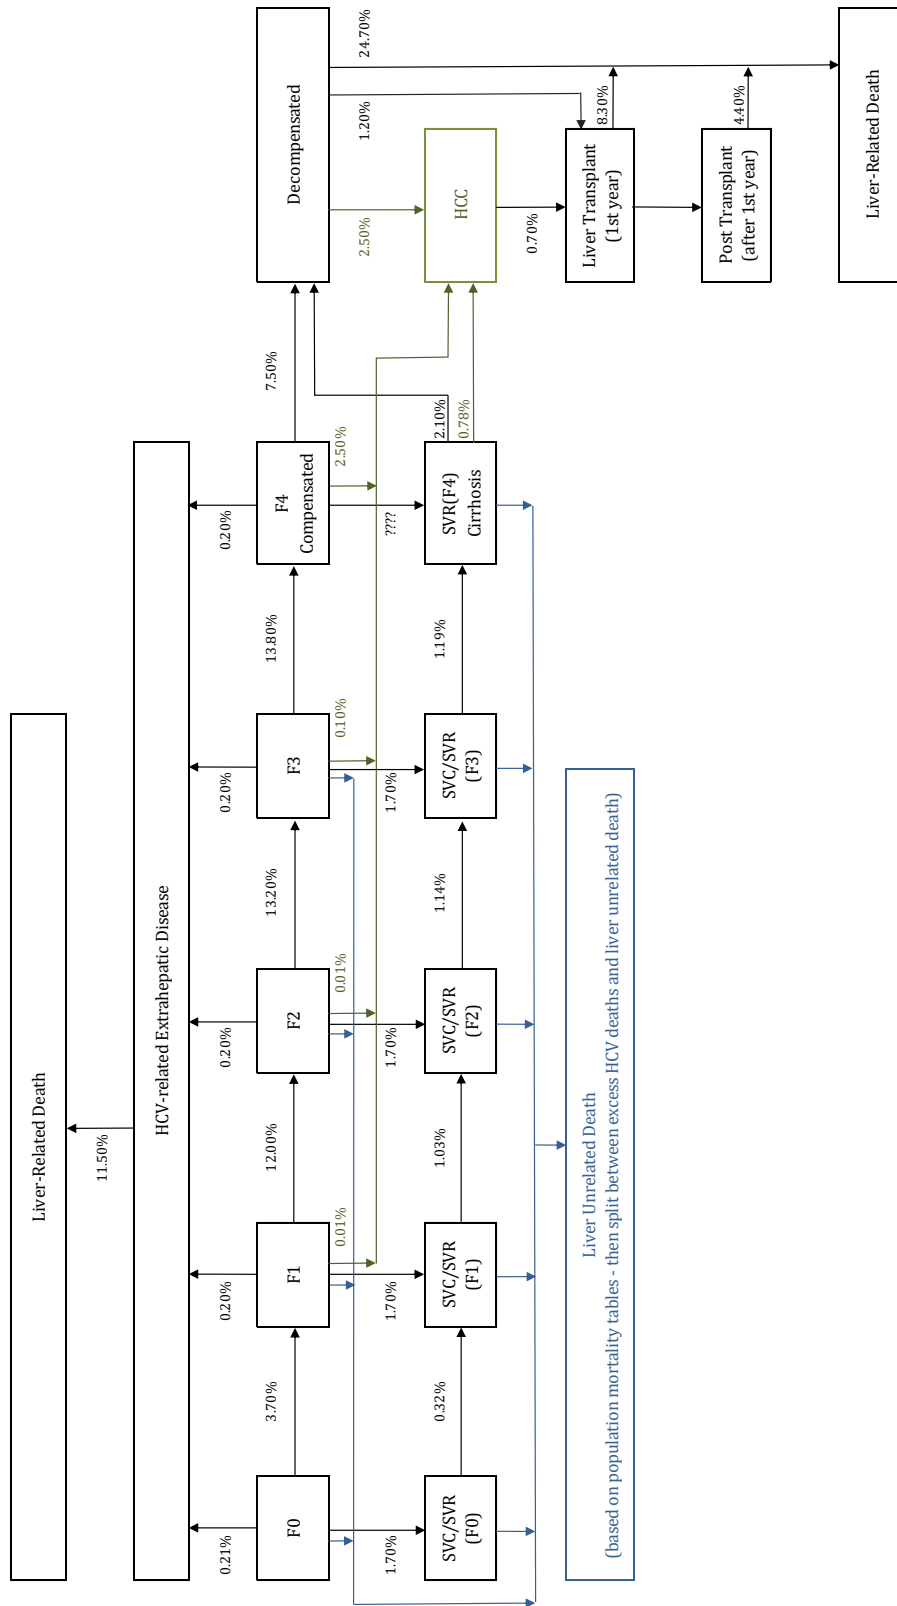 Liver-Related Death
11.50%
HCV-related Extrahepatic Disease
0.21%
0.20%
0.20%
0.20%
0.20%
F0
3.70%
F1
12.00%
F2
13.20%
F3
13.80%
F4
Compensated
7.50%
Decompensated
0.01%
0.01%
0.10%
2.50%
1.70%
1.70%
1.70%
1.70%
????
2.50%
1.20%
24.70%
SVC/SVR
(F0)
0.32%
SVC/SVR
(F1)
1.03%
SVC/SVR
(F2)
1.14%
SVC/SVR
(F3)
1.19%
SVR(F4)
Cirrhosis
2.10%
0.78%
HCC
0.70%
Liver Unrelated Death
(based on population mortality tables - then split between excess HCV deaths and liver unrelated death)
Liver Transplant
(1st year)
8.30%
Post Transplant
(after 1st year)
4.40%
Liver-Related Death